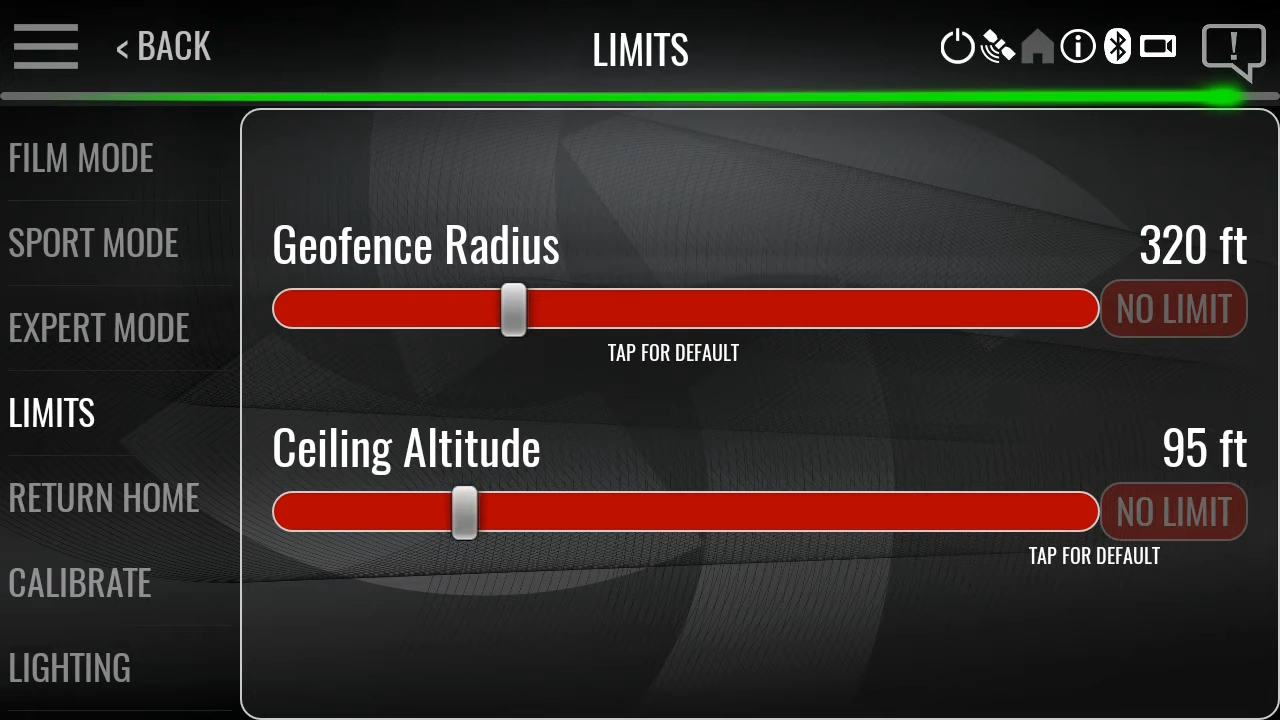 < BACK
LIMITS
FILM MODE
SPORT MODE
EXPERT MODE
LIMITS
RETURN HOME
CALIBRATE
LIGHTING
Geofence Radius
320 ft
NO LIMIT
TAP FOR DEFAULT
Ceiling Altitude
95 ft
NO LIMIT
TAP FOR DEFAULT